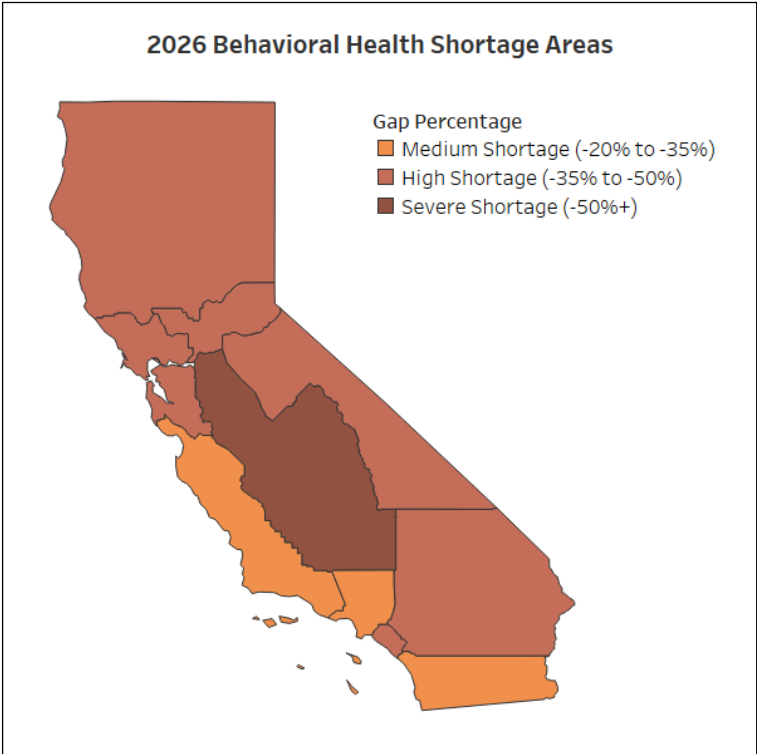 2026 Behavioral Health Shortage Areas
Gap Percentage
Medium Shortage (-20% to -35%)
High Shortage (-35% to -50%)
Severe Shortage (-50%+)